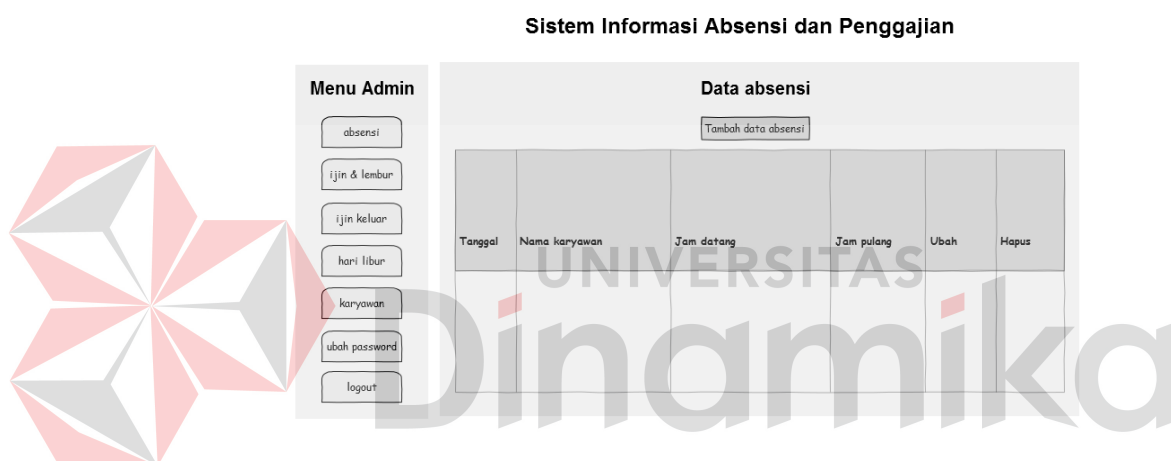 Sistem Informasi Absensi dan Penggajian
Menu Admin
absensi
ijin & lembur
ijin keluar
hari libur
karyawan
ubah password
logout
Data absensi
Tambah data absensi
Tanggal Nama karyawan Jam datang Jam pulang Ubah Hapus
UNIVERSITAS
Dinamika